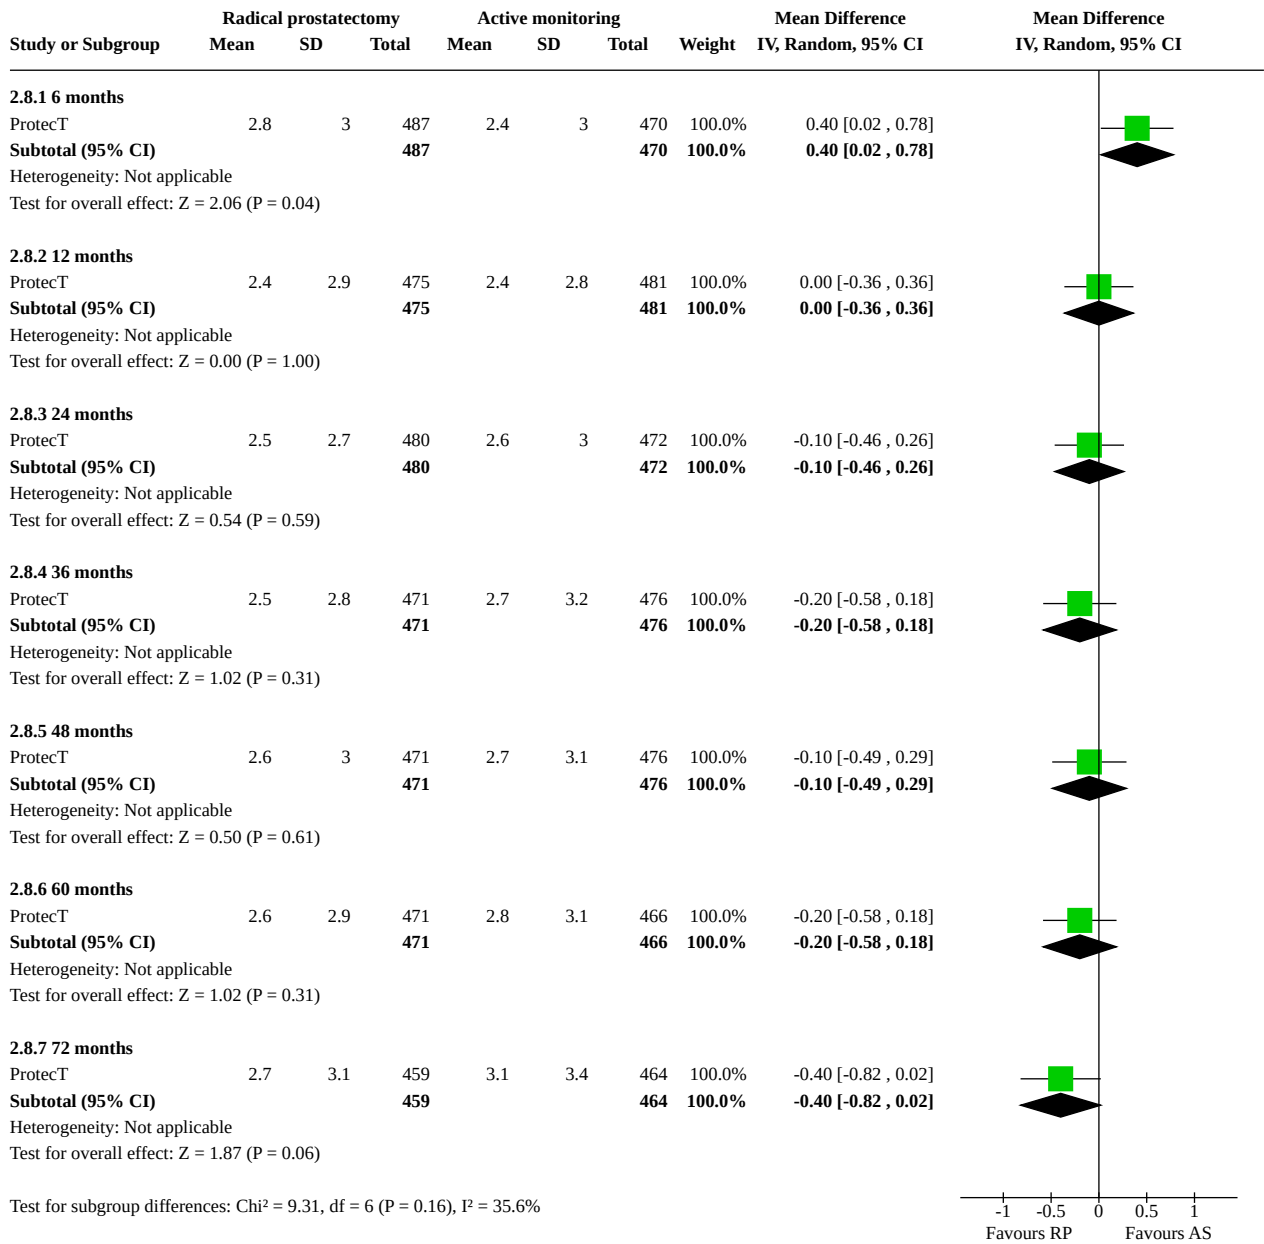 Radical prostatectomy Active monitoring Mean Difference Mean Difference
Study or Subgroup Mean SD Total Mean SD Total Weight IV, Random, 95% CI IV, Random, 95% CI
2.8.1 6 months
ProtecT 2.8 3 487 2.4 3 470 100.0% 0.40 [0.02 , 0.78]
Subtotal (95% CI) 487 470 100.0% 0.40 [0.02 , 0.78]
Heterogeneity: Not applicable
Test for overall effect: Z = 2.06 (P = 0.04)
2.8.2 12 months
ProtecT 2.4 2.9 475 2.4 2.8 481 100.0% 0.00 [-0.36 , 0.36]
Subtotal (95% CI) 475 481 100.0% 0.00 [-0.36 , 0.36]
Heterogeneity: Not applicable
Test for overall effect: Z = 0.00 (P = 1.00)
2.8.3 24 months
ProtecT 2.5 2.7 480 2.6 3 472 100.0% -0.10 [-0.46 , 0.26]
Subtotal (95% CI) 480 472 100.0% -0.10 [-0.46 , 0.26]
Heterogeneity: Not applicable
Test for overall effect: Z = 0.54 (P = 0.59)
2.8.4 36 months
ProtecT 2.5 2.8 471 2.7 3.2 476 100.0% -0.20 [-0.58 , 0.18]
Subtotal (95% CI) 471 476 100.0% -0.20 [-0.58 , 0.18]
Heterogeneity: Not applicable
Test for overall effect: Z = 1.02 (P = 0.31)
2.8.5 48 months
ProtecT 2.6 3 471 2.7 3.1 476 100.0% -0.10 [-0.49 , 0.29]
Subtotal (95% CI) 471 476 100.0% -0.10 [-0.49 , 0.29]
Heterogeneity: Not applicable
Test for overall effect: Z = 0.50 (P = 0.61)
2.8.6 60 months
ProtecT 2.6 2.9 471 2.8 3.1 466 100.0% -0.20 [-0.58 , 0.18]
Subtotal (95% CI) 471 466 100.0% -0.20 [-0.58 , 0.18]
Heterogeneity: Not applicable
Test for overall effect: Z = 1.02 (P = 0.31)
2.8.7 72 months
ProtecT 2.7 3.1 459 3.1 3.4 464 100.0% -0.40 [-0.82 , 0.02]
Subtotal (95% CI) 459 464 100.0% -0.40 [-0.82 , 0.02]
Heterogeneity: Not applicable
Test for overall effect: Z = 1.87 (P = 0.06)
Test for subgroup differences: Chi² = 9.31, df = 6 (P = 0.16), I² = 35.6%
-1 -0.5 0 0.5 1
Favours RP Favours AS